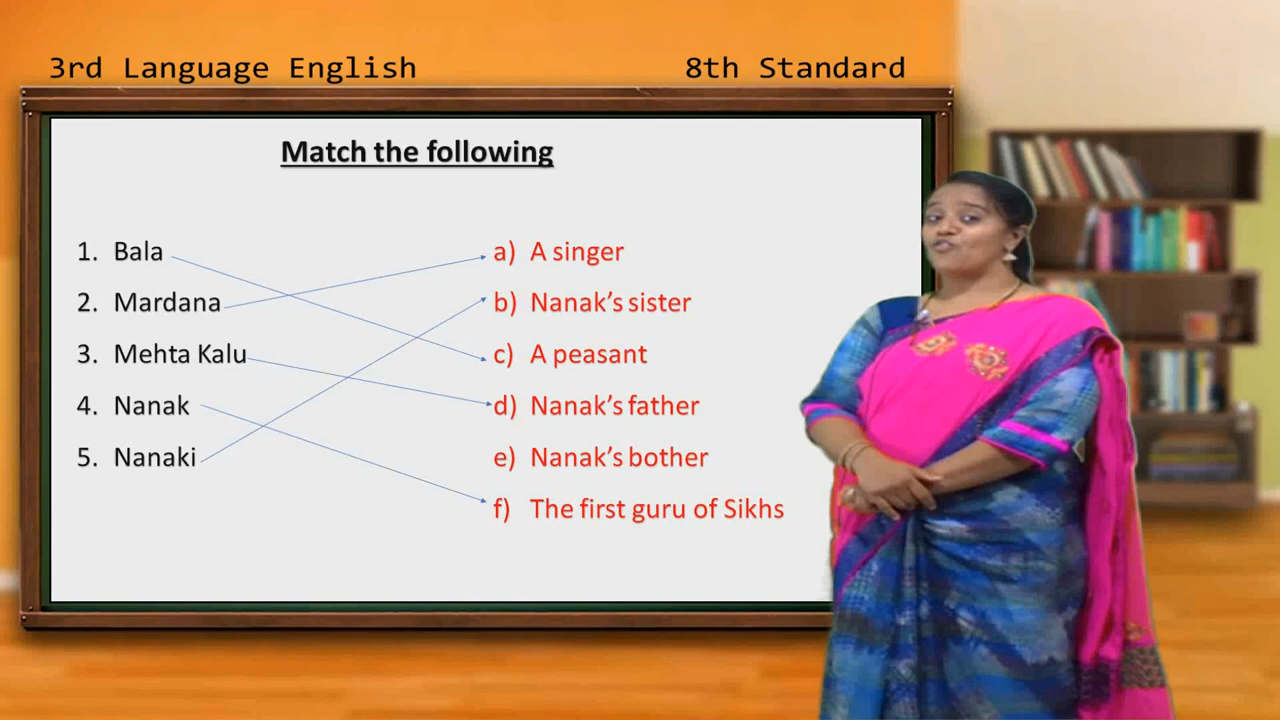 3rd Language English 8th Standard
Match the following
1. Bala a) A singer
2. Mardana b) Nanak's sister
3. Mehta Kalu c) A peasant
4. Nanak d) Nanak's father
5. Nanaki e) Nanak's bother
f) The first guru of Sikhs